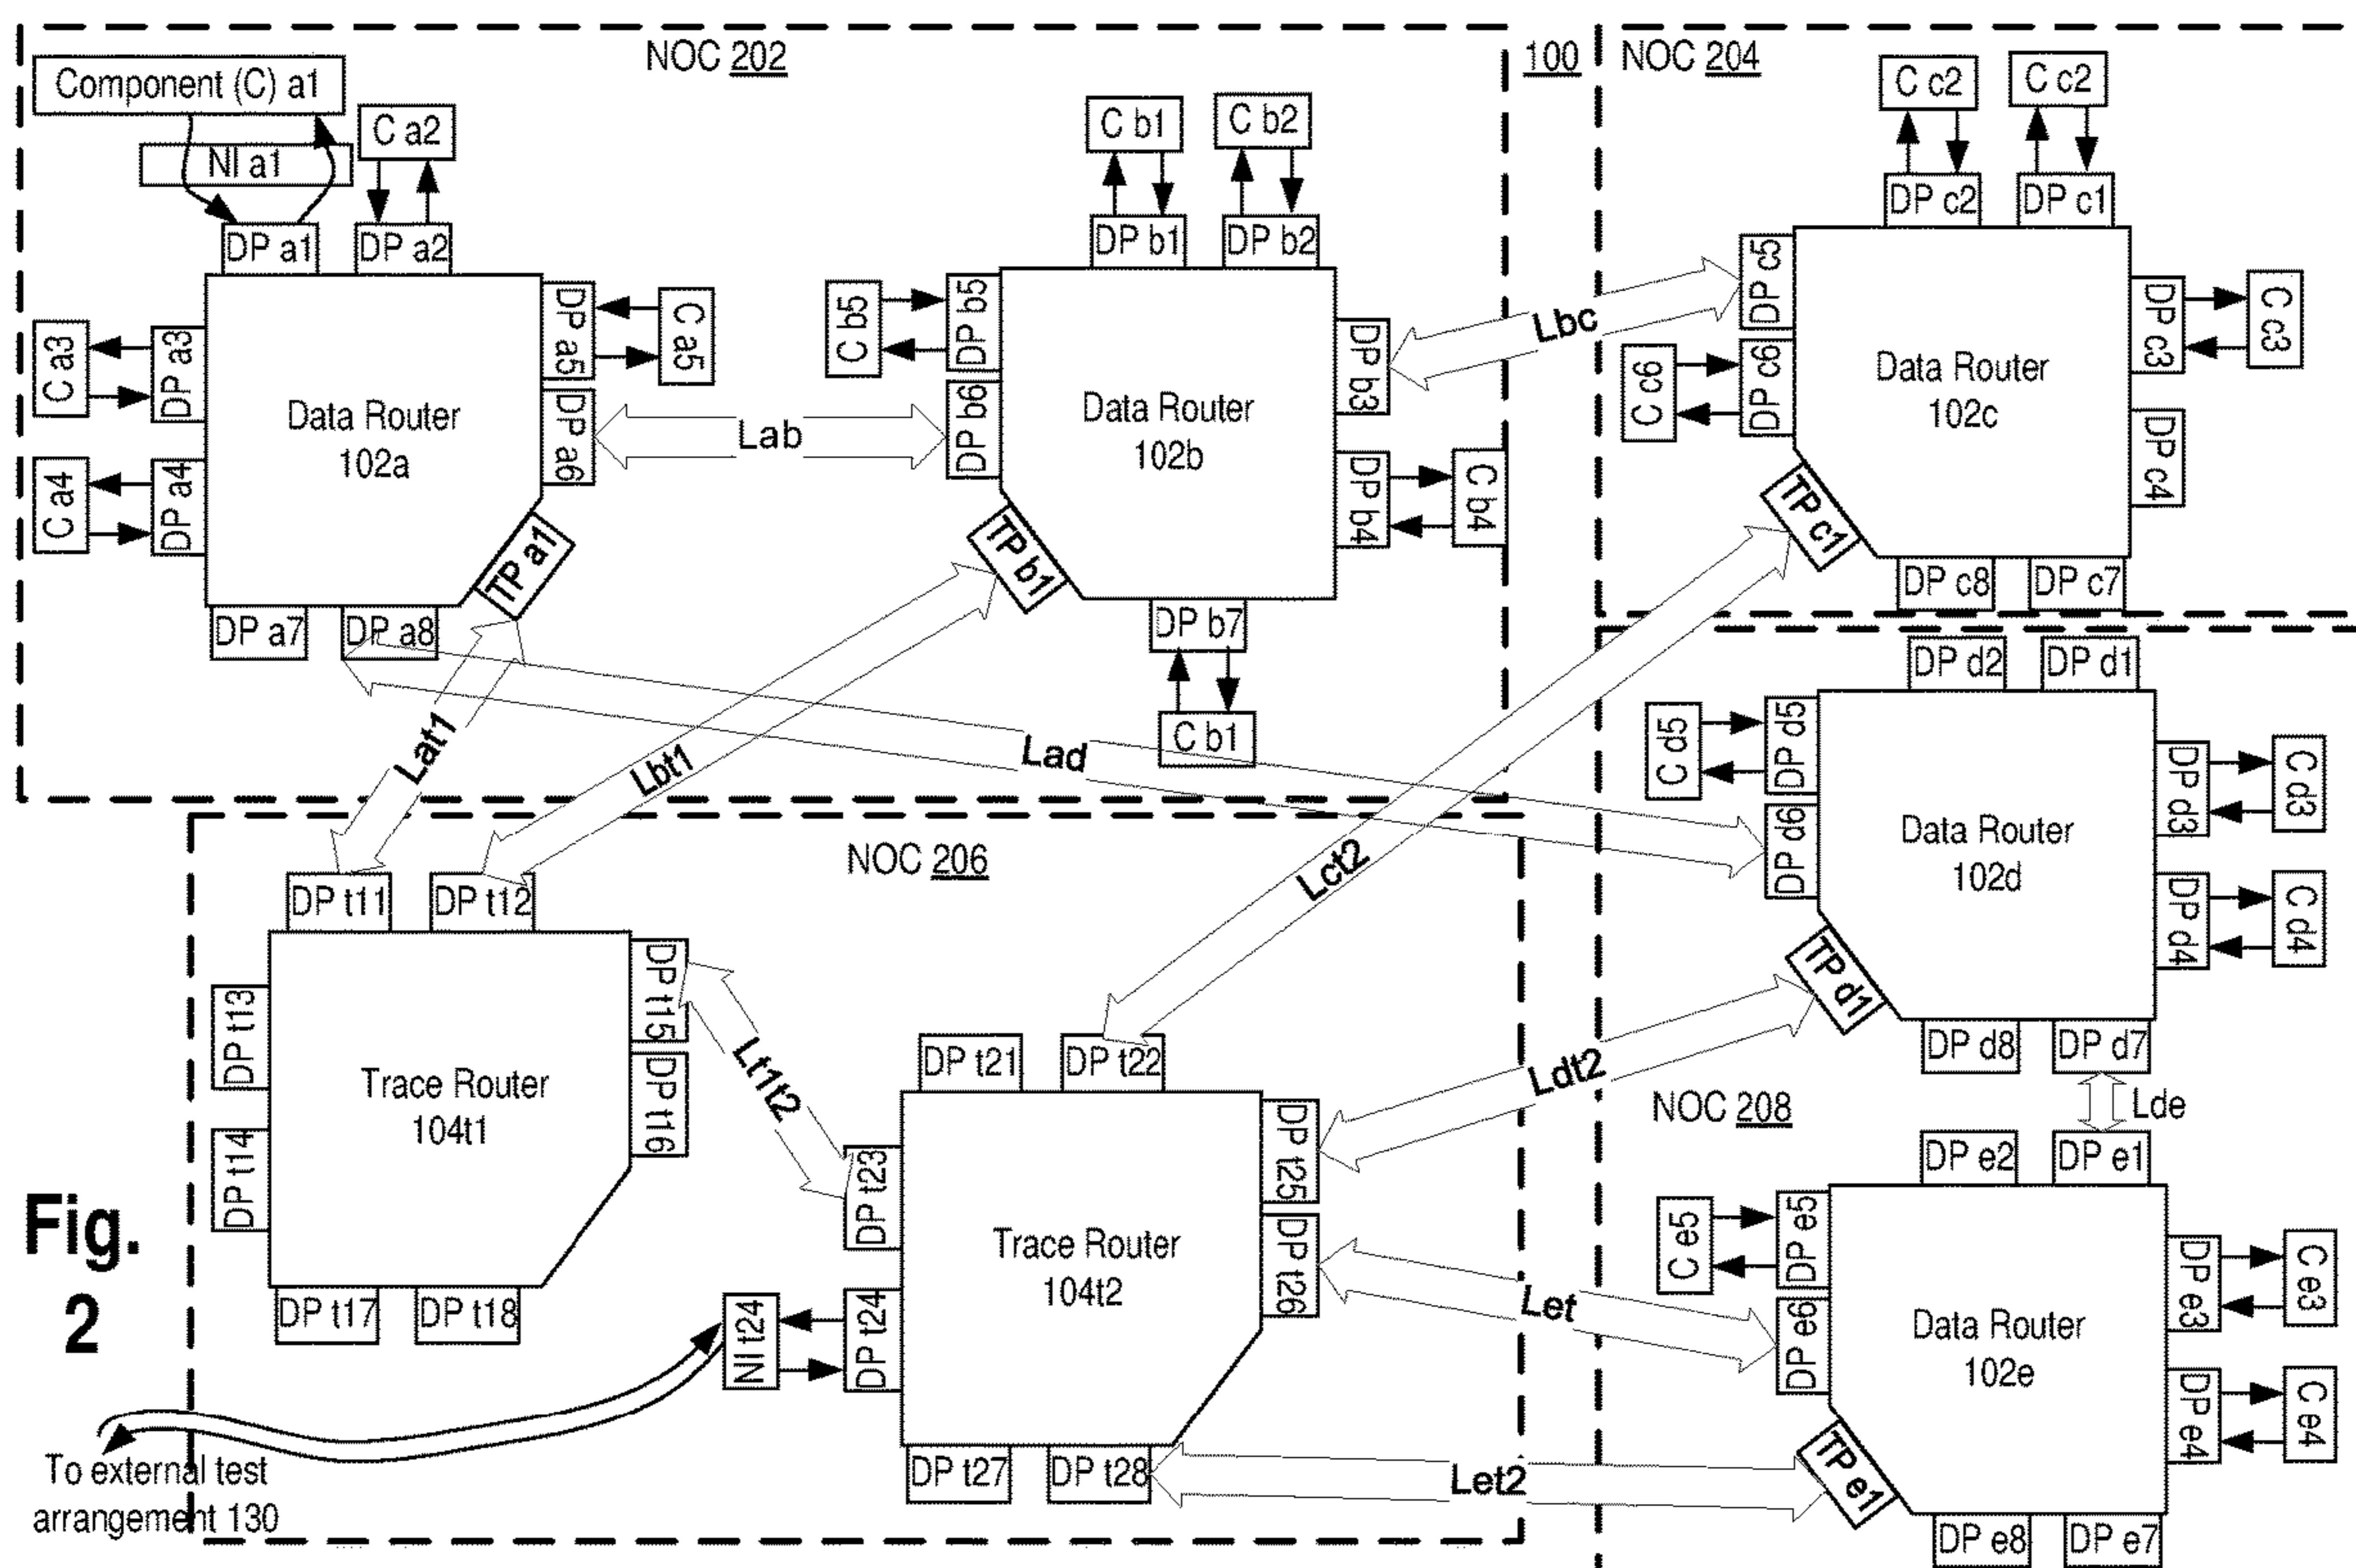 NOC 202
100
NOC 204
Component (C) a1
NI a1
C a2
DP a1
DP a2
C a3
DP a3
C a4
DP a4
Data Router
102a
DP a5
C a5
DP a6
TP a1
DP a7
DP a8
Lab
C b1
C b2
DP b1
DP b2
C b5
DP b5
DP b6
Data Router
102b
DP b3
DP b4
C b4
TP b1
DP b7
C b1
Lbc
C c2
C c2
DP c2
DP c1
DP c5
C c6
DP c6
Data Router
102c
DP c3
C c3
DP c4
TP c1
DP c8
DP c7
Lat1
Lbt1
Lad
Lct2
DP d2
DP d1
C d5
DP d5
DP d6
Data Router
102d
DP d3
C d3
DP d4
C d4
TP d1
DP d8
DP d7
NOC 206
DP t11
DP t12
DP t13
DP t14
Trace Router
104t1
DP t15
DP t16
DP t17
DP t18
Lt1t2
DP t21
DP t22
DP t23
DP t24
NI t24
Trace Router
104t2
DP t25
DP t26
DP t27
DP t28
Ldt2
Let
Let2
NOC 208
Lde
DP e2
DP e1
C e5
DP e5
DP e6
Data Router
102e
DP e3
C e3
DP e4
C e4
TP e1
DP e8
DP e7
Fig.
2
To external test
arrangement 130